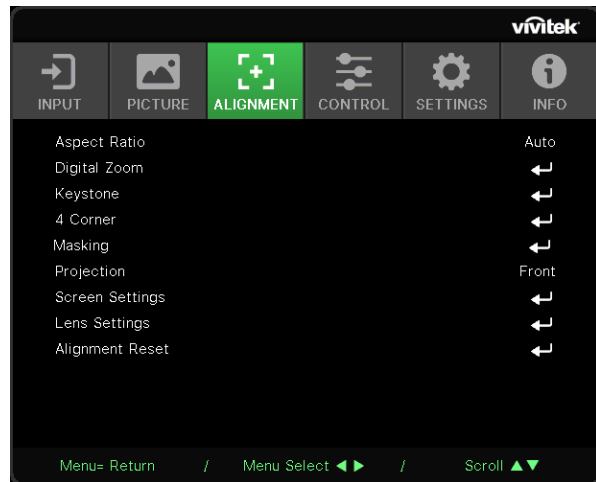 vivitek
INPUT PICTURE ALIGNMENT CONTROL SETTINGS INFO
Aspect Ratio Auto
Digital Zoom
Keystone
4 Corner
Masking
Projection Front
Screen Settings
Lens Settings
Alignment Reset
Menu= Return / Menu Select ◀ ▶ / Scroll ▲▼